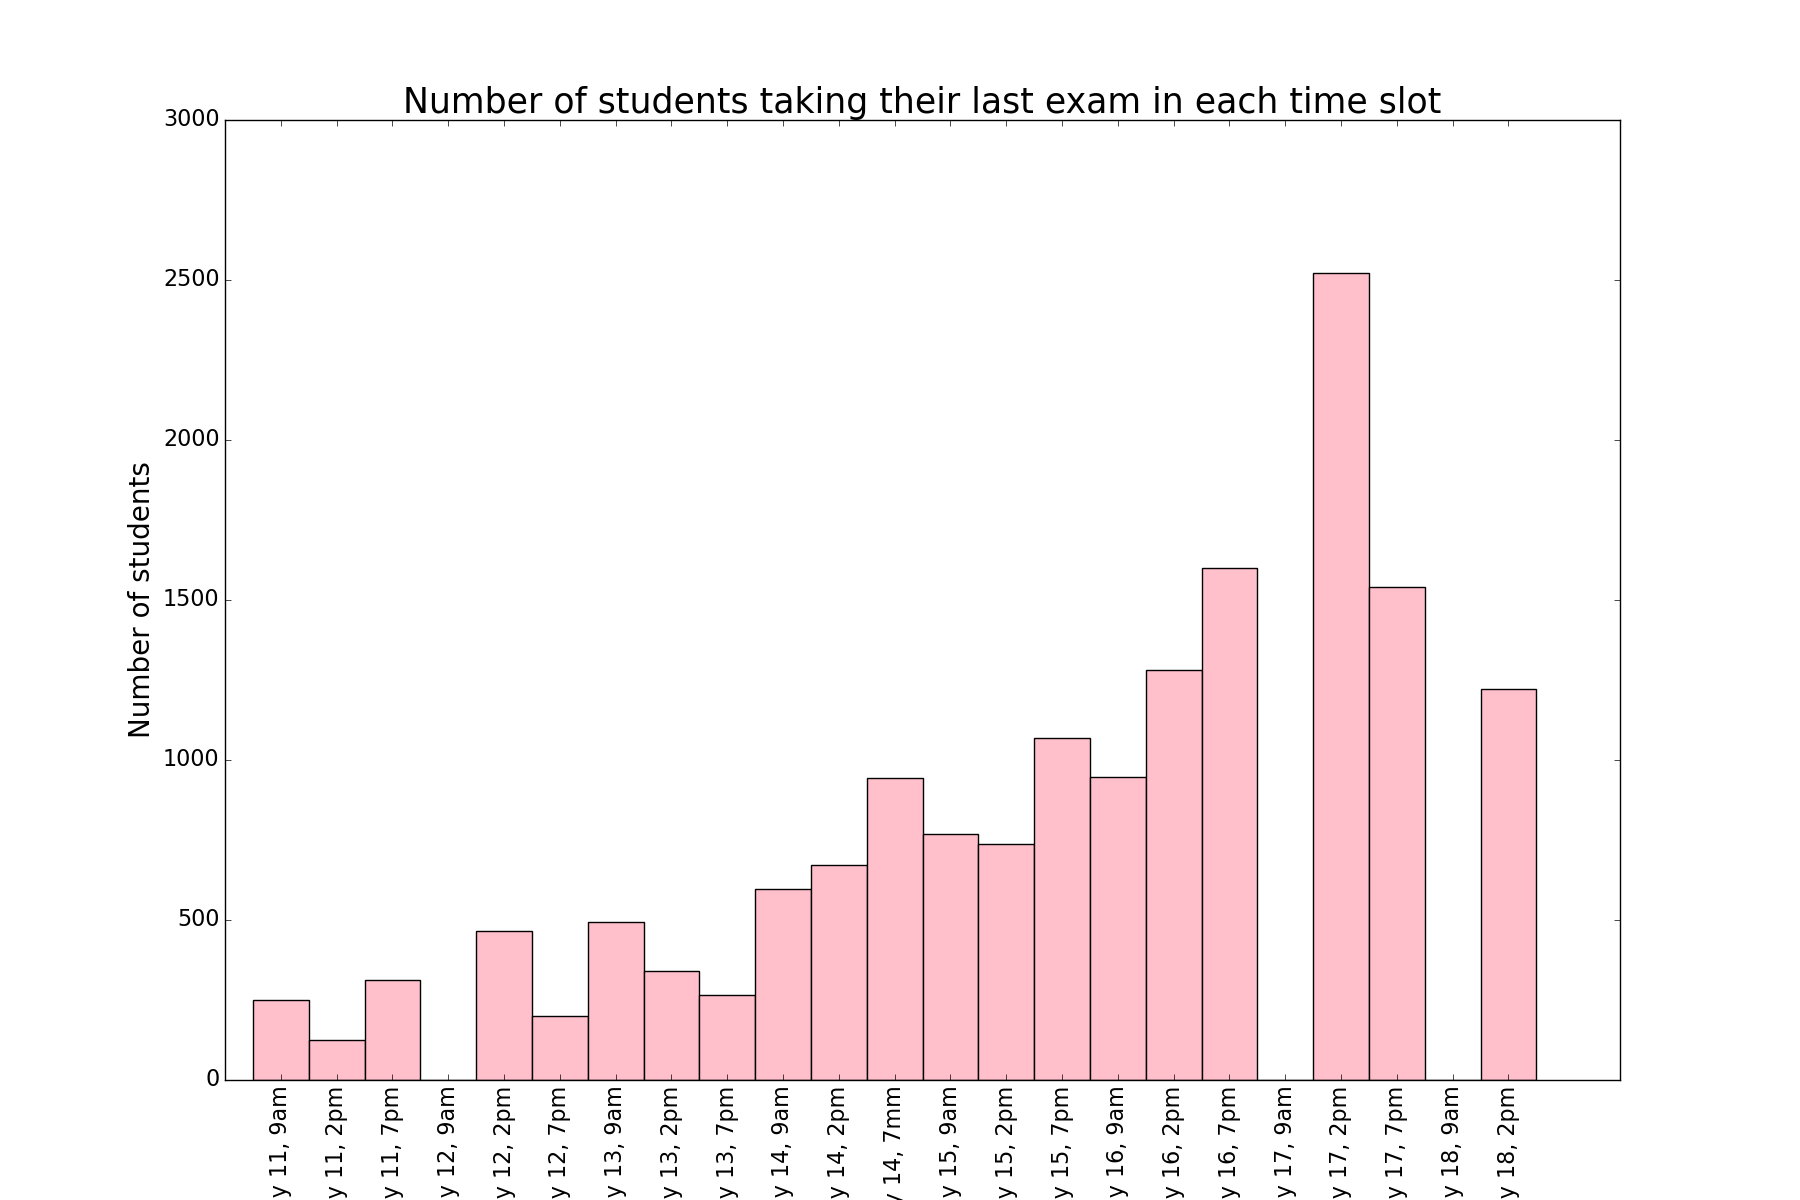 Number of students taking their last exam in each time slot
3000
2500
2000
1500
1000
500
0
Number of students
y 11, 9am
y 11, 2pm
y 11, 7pm
y 12, 9am
y 12, 2pm
y 12, 7pm
y 13, 9am
y 13, 2pm
y 13, 7pm
y 14, 9am
y 14, 2pm
y 14, 7mm
y 15, 9am
y 15, 2pm
y 15, 7pm
y 16, 9am
y 16, 2pm
y 16, 7pm
y 17, 9am
y 17, 2pm
y 17, 7pm
y 18, 9am
y 18, 2pm